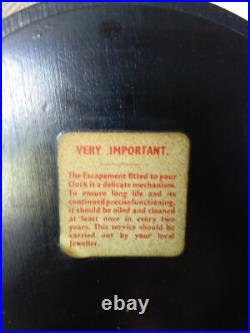 VERY IMPORTANT.
The Escapement fitted to your
Clock is a delicate mechanism.
To ensure long life and its
continued precise functioning,
it should be oiled and cleaned
at least once in every two
years. This service should be
carried out by your local
Jeweller.